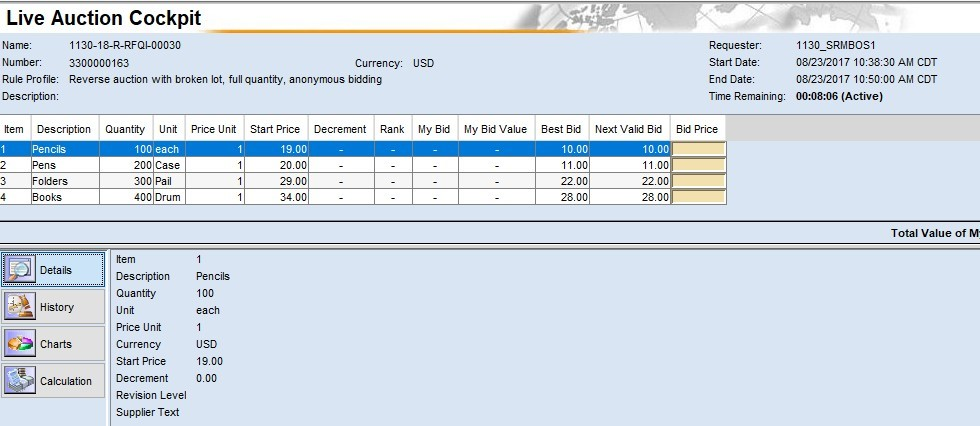 Live Auction Cockpit
Name: 1130-18-R-RFQI-00030 Requester: 1130_SRMBOS1
Number: 3300000163 Currency: USD Start Date: 08/23/2017 10:38:30 AM CDT
Rule Profile: Reverse auction with broken lot, full quantity, anonymous bidding End Date: 08/23/2017 10:50:00 AM CDT
Description: Time Remaining: 00:08:06 (Active)
Item Description Quantity Unit Price Unit Start Price Decrement Rank My Bid My Bid Value Best Bid Next Valid Bid Bid Price
1 Pencils 100 each 1 19.00 - - - - 10.00 10.00
2 Pens 200 Case 1 20.00 - - - - 11.00 11.00
3 Folders 300 Pail 1 29.00 - - - - 22.00 22.00
4 Books 400 Drum 1 34.00 - - - - 28.00 28.00
Total Value of My
Details
History
Charts
Calculation
Item 1
Description Pencils
Quantity 100
Unit each
Price Unit 1
Currency USD
Start Price 19.00
Decrement 0.00
Revision Level
Supplier Text